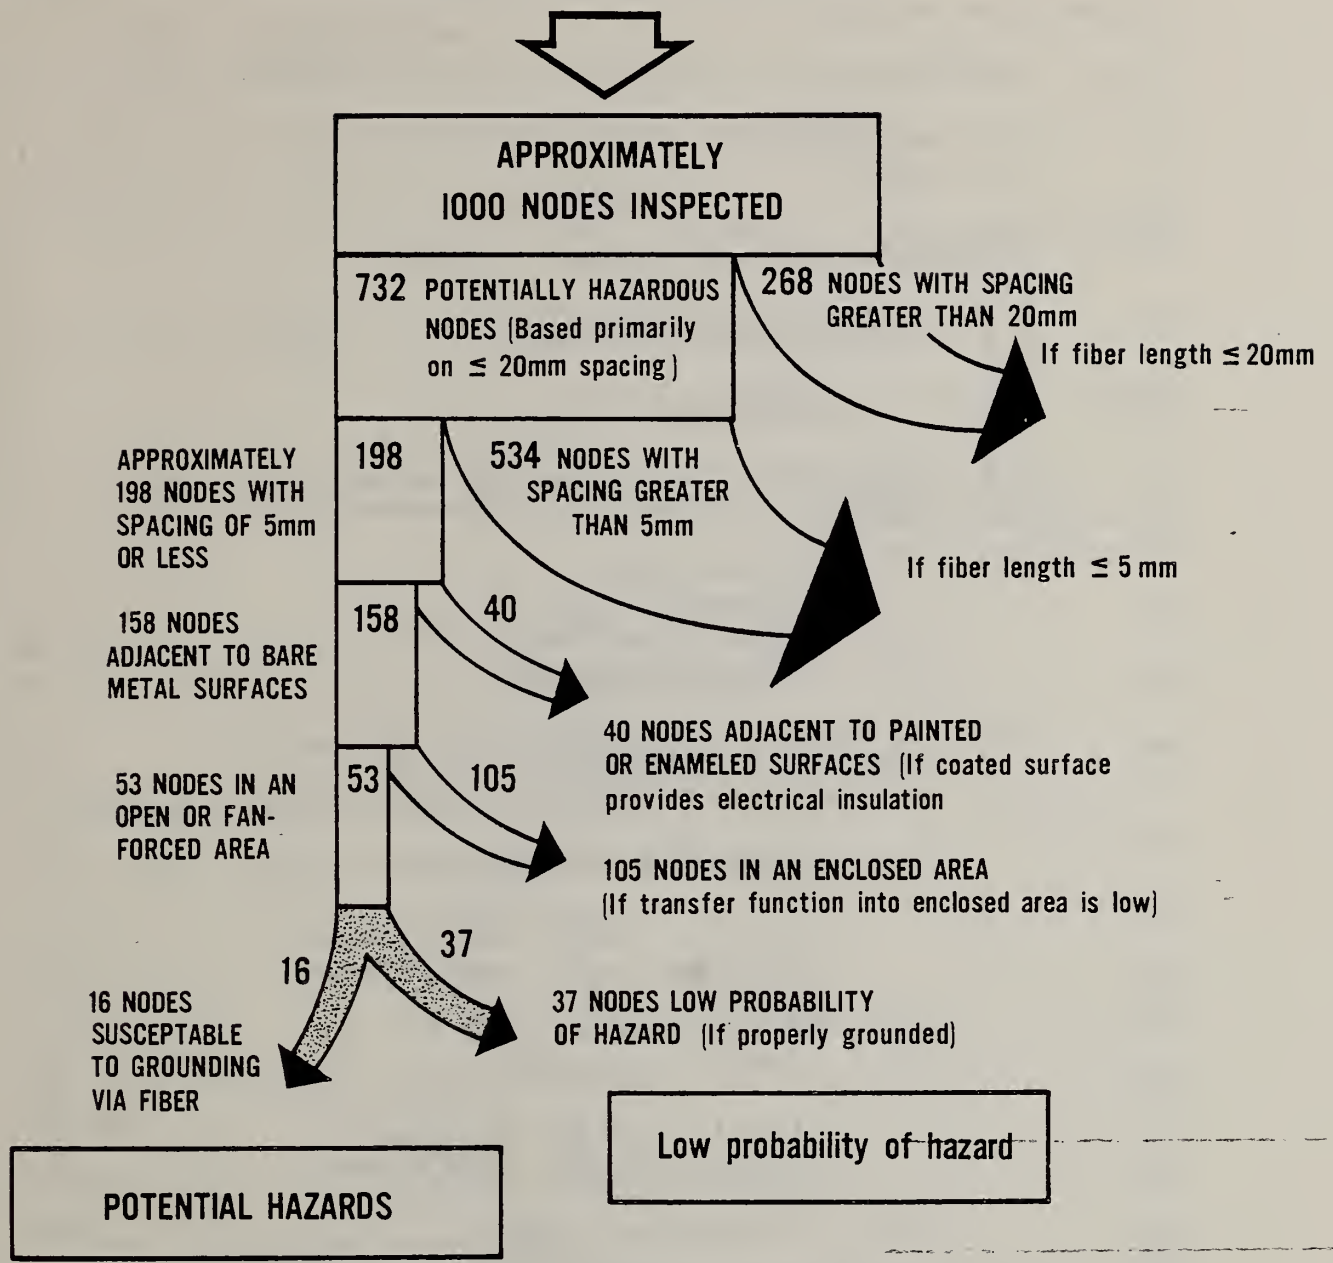 APPROXIMATELY
1000 NODES INSPECTED
732 POTENTIALLY HAZARDOUS
NODES (Based primarily
on ≤ 20mm spacing)
268 NODES WITH SPACING
GREATER THAN 20mm
If fiber length ≤ 20mm
APPROXIMATELY
198 NODES WITH
SPACING OF 5mm
OR LESS
198
534 NODES WITH
SPACING GREATER
THAN 5mm
If fiber length ≤ 5 mm
158 NODES
ADJACENT TO BARE
METAL SURFACES
158
40
40 NODES ADJACENT TO PAINTED
OR ENAMELED SURFACES (If coated surface
provides electrical insulation
53 NODES IN AN
OPEN OR FAN-
FORCED AREA
53
105
105 NODES IN AN ENCLOSED AREA
(If transfer function into enclosed area is low)
16
37
16 NODES
SUSCEPTABLE
TO GROUNDING
VIA FIBER
37 NODES LOW PROBABILITY
OF HAZARD (If properly grounded)
Low probability of hazard
POTENTIAL HAZARDS